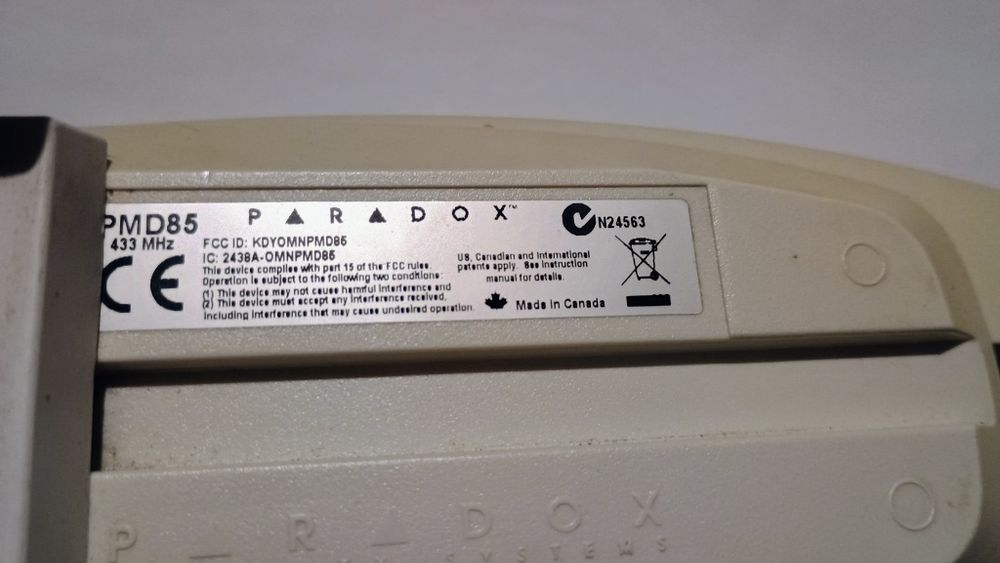 PMD85
433 MHz
PARADOX™
N24563
FCC ID: KDYOMNPMD85
IC: 2438A-OMNPMD85
This device complies with part 15 of the FCC rules.
Operation is subject to the following two conditions:
(1) This device may not cause harmful interference and
(2) This device must accept any interference received,
including interference that may cause undesired operation.
CE
US, Canadian and international
patents apply. See instruction
manual for details.
Made in Canada
PARADOX
SYSTEMS